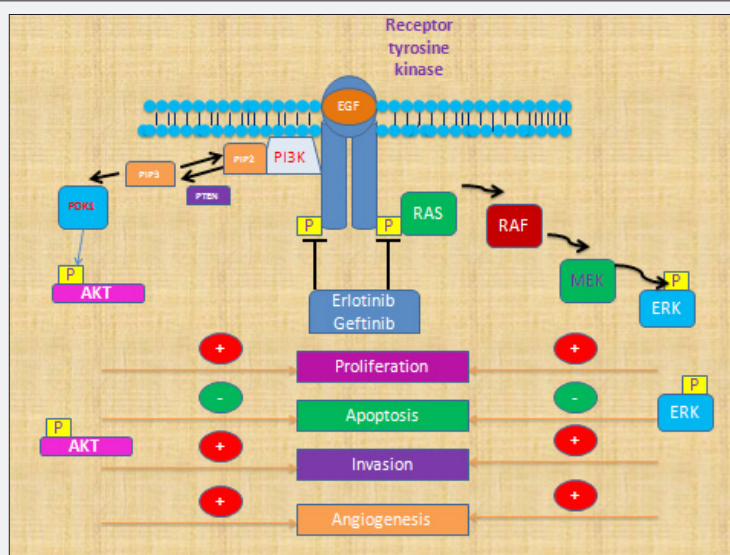 Receptor
tyrosine
kinase
EGF
PIP3
PIP2
PI3K
PTEN
PDK1
P
AKT
P
P
RAS
RAF
MEK
P
ERK
Erlotinib
Geftinib
+
Proliferation
+
-
Apoptosis
-
P
ERK
P
AKT
+
Invasion
+
+
Angiogenesis
+